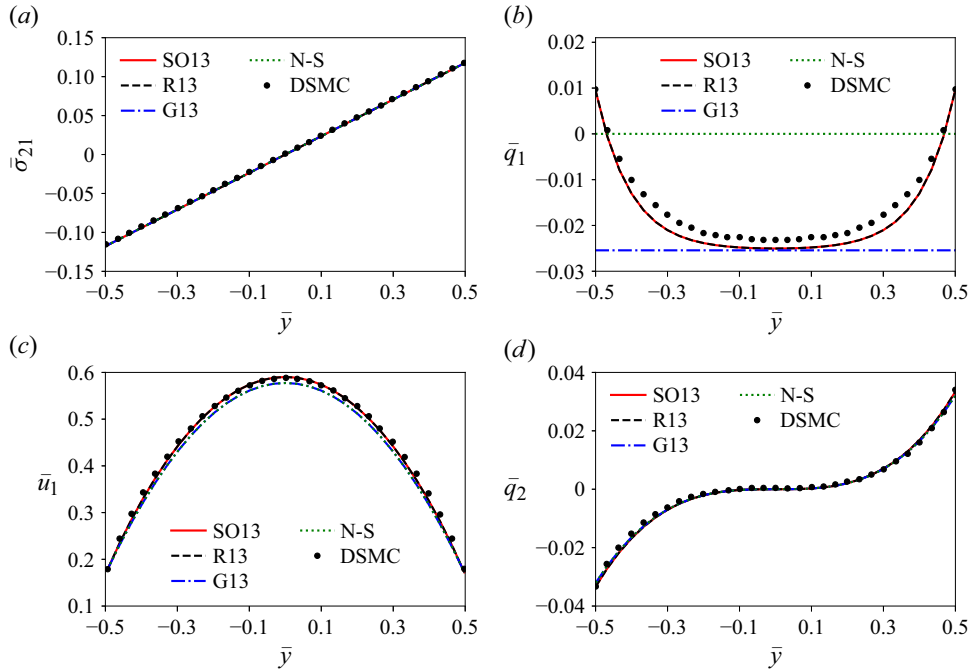 (a)
0.15
0.10
0.05
0
−0.05
−0.10
−0.15
σ̄21
SO13
R13
G13
N-S
DSMC
−0.5 −0.3 −0.1 0.1 0.3 0.5
ȳ
(b)
0.02
0.01
0
−0.01
−0.02
−0.03
q̄1
SO13
R13
G13
N-S
DSMC
−0.5 −0.3 −0.1 0.1 0.3 0.5
ȳ
(c)
0.6
0.5
0.4
0.3
0.2
0.1
ū1
SO13
R13
G13
N-S
DSMC
−0.5 −0.3 −0.1 0.1 0.3 0.5
ȳ
(d)
0.04
0.02
0
−0.02
−0.04
q̄2
SO13
R13
G13
N-S
DSMC
−0.5 −0.3 −0.1 0.1 0.3 0.5
ȳ